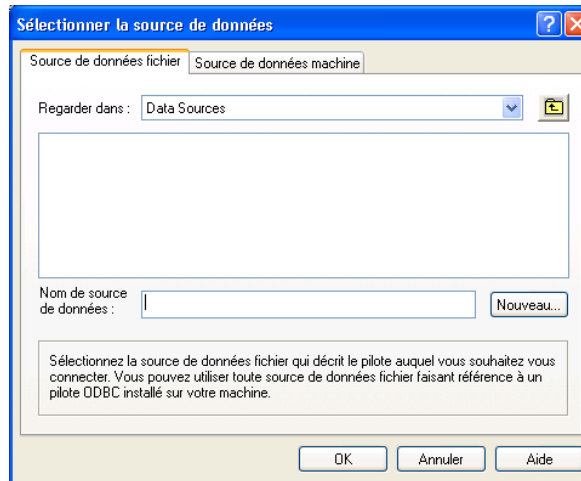 Sélectionner la source de données
Source de données fichier
Source de données machine
Regarder dans :
Data Sources
Nom de source
de données :
Nouveau...
Sélectionnez la source de données fichier qui décrit le pilote auquel vous souhaitez vous
connecter. Vous pouvez utiliser toute source de données fichier faisant référence à un
pilote ODBC installé sur votre machine.
OK
Annuler
Aide